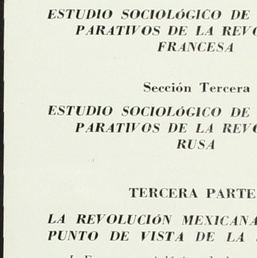 ESTUDIO SOCIOLÓGICO DE
PARATIVOS DE LA REVO
FRANCESA
Sección Tercera
ESTUDIO SOCIOLÓGICO DE
PARATIVOS DE LA REVO
RUSA
TERCERA PARTE
LA REVOLUCIÓN MEXICANA
PUNTO DE VISTA DE LA